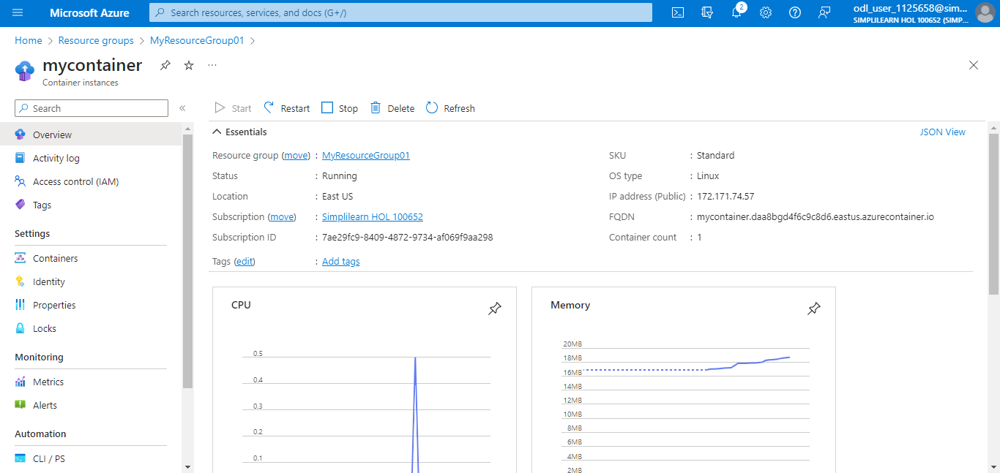 Microsoft Azure
Search resources, services, and docs (G+/)
2
odl_user_1125658@sim...
SIMPLILEARN HOL 100652 (SIMP...
Home > Resource groups > MyResourceGroup01 >
mycontainer
...
Container instances
Search
«
Start
Restart
Stop
Delete
Refresh
Overview
Activity log
Access control (IAM)
Tags
Settings
Containers
Identity
Properties
Locks
Monitoring
Metrics
Alerts
Automation
CLI / PS
Essentials
JSON View
Resource group (move) : MyResourceGroup01
Status : Running
Location : East US
Subscription (move) : Simplilearn HOL 100652
Subscription ID : 7ae29fc9-8409-4872-9734-af069f9aa298
Tags (edit) : Add tags
SKU : Standard
OS type : Linux
IP address (Public) : 172.171.74.57
FQDN : mycontainer.daa8bgd4f6c9c8d6.eastus.azurecontainer.io
Container count : 1
CPU
0.5
0.4
0.3
0.2
0.1
Memory
20MB
18MB
16MB
14MB
12MB
10MB
8MB
6MB
4MB
2MB